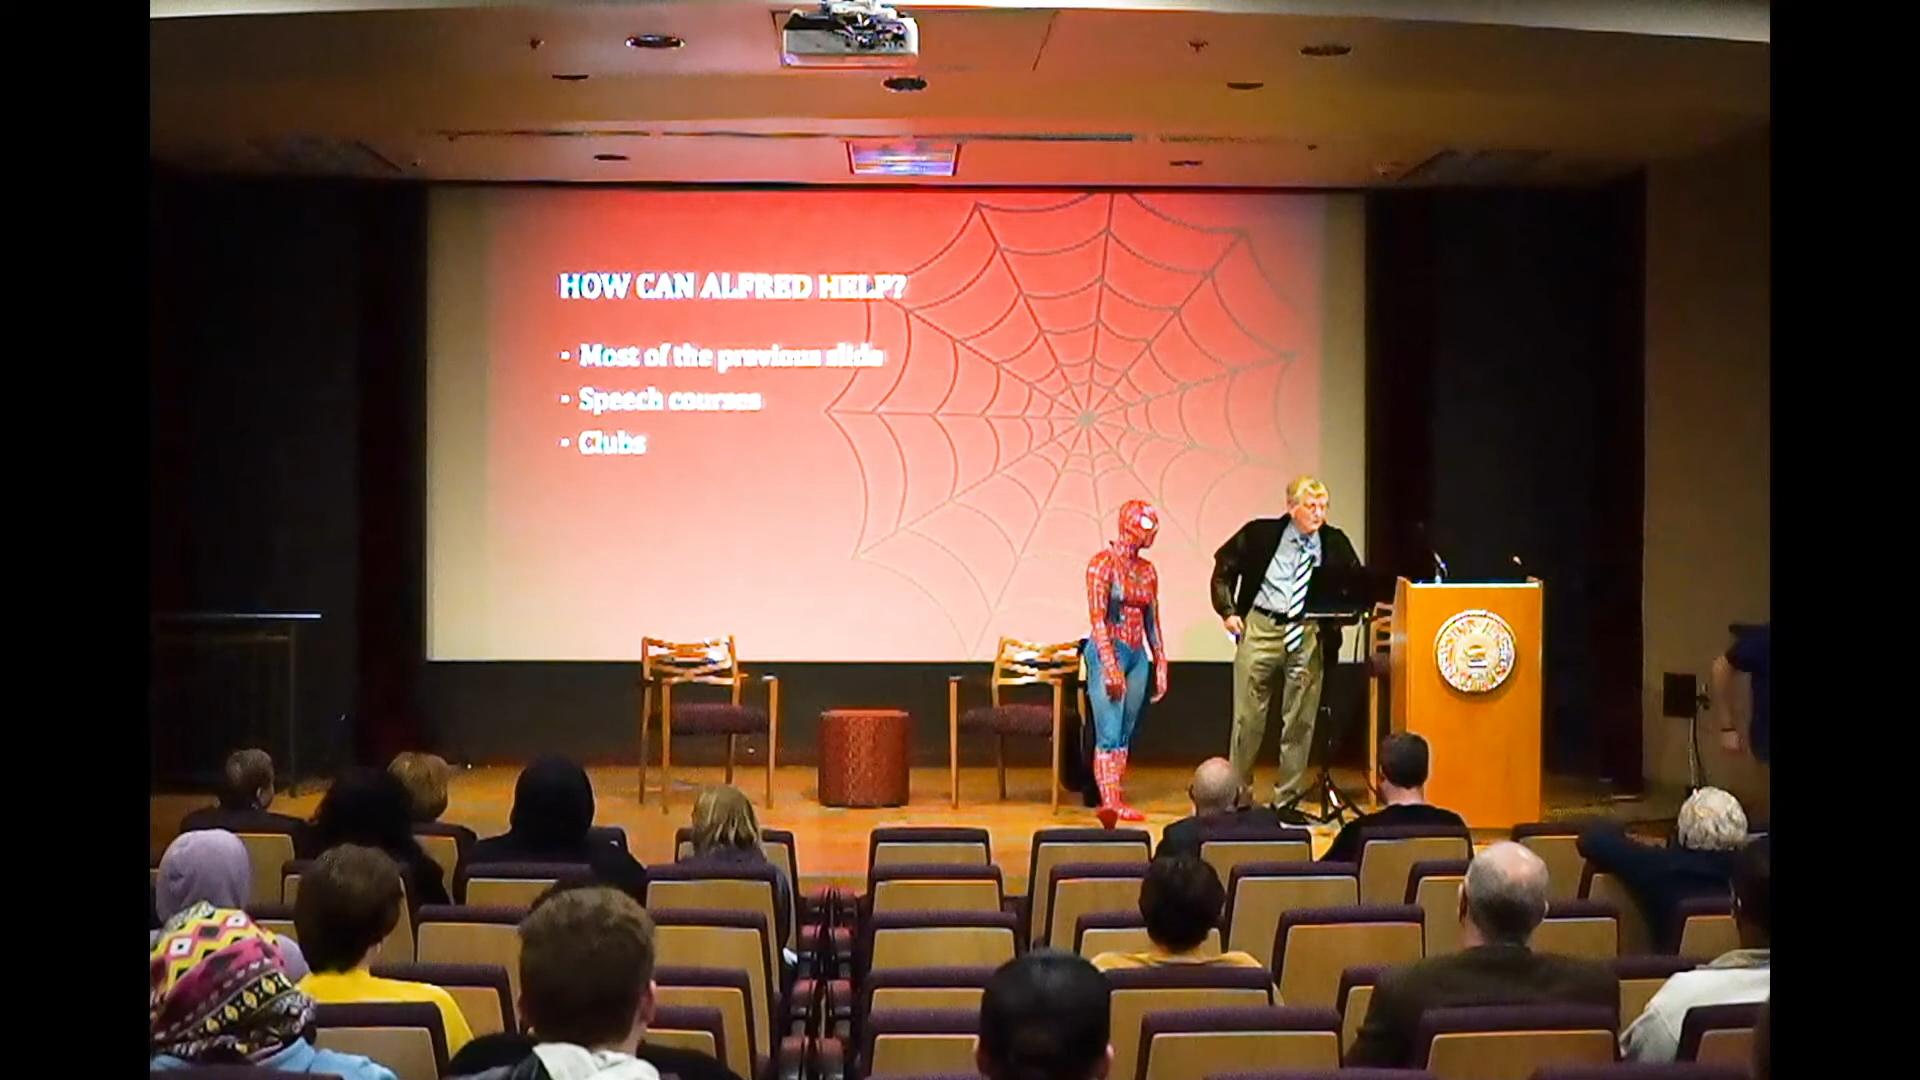 HOW CAN ALFRED HELP?
• Most of the previous slide
• Speech courses
• Clubs